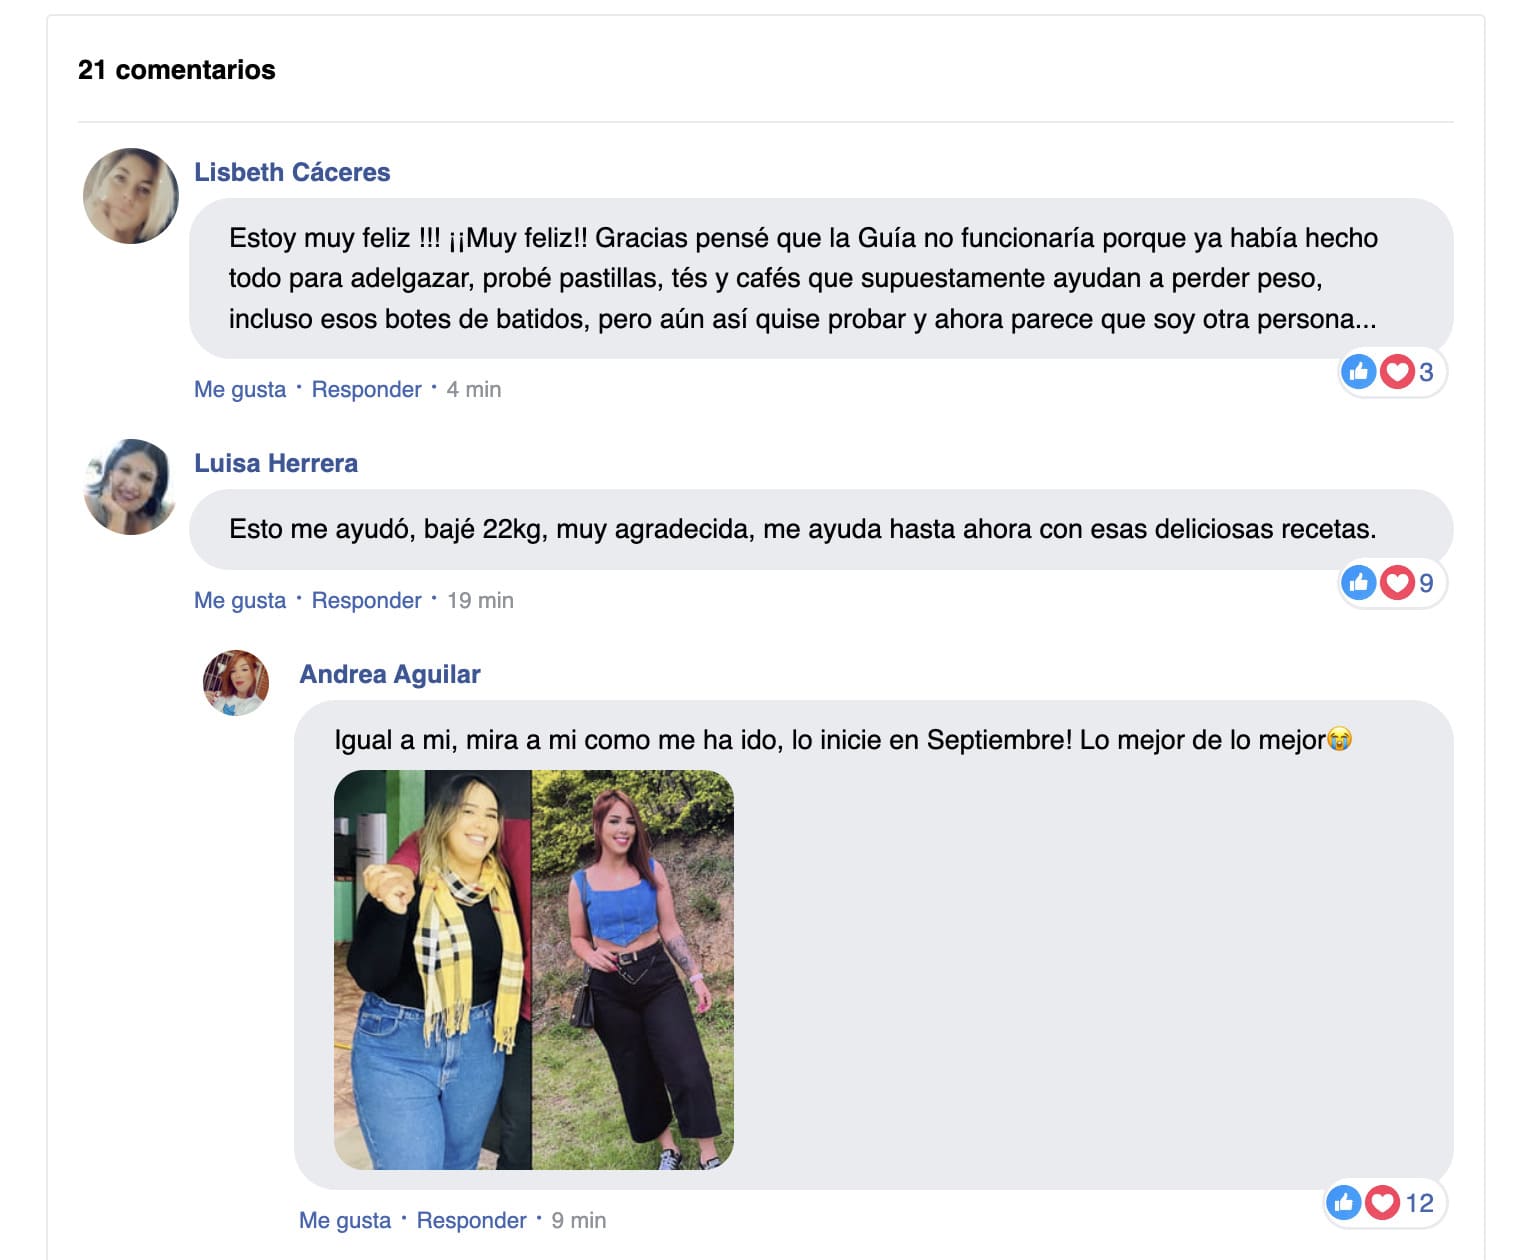 21 comentarios
Lisbeth Cáceres
Estoy muy feliz !!! ¡¡Muy feliz!! Gracias pensé que la Guía no funcionaría porque ya había hecho
todo para adelgazar, probé pastillas, tés y cafés que supuestamente ayudan a perder peso,
incluso esos botes de batidos, pero aún así quise probar y ahora parece que soy otra persona...
Me gusta · Responder · 4 min
3
Luisa Herrera
Esto me ayudó, bajé 22kg, muy agradecida, me ayuda hasta ahora con esas deliciosas recetas.
Me gusta · Responder · 19 min
9
Andrea Aguilar
Igual a mi, mira a mi como me ha ido, lo inicie en Septiembre! Lo mejor de lo mejor😭
Me gusta · Responder · 9 min
12